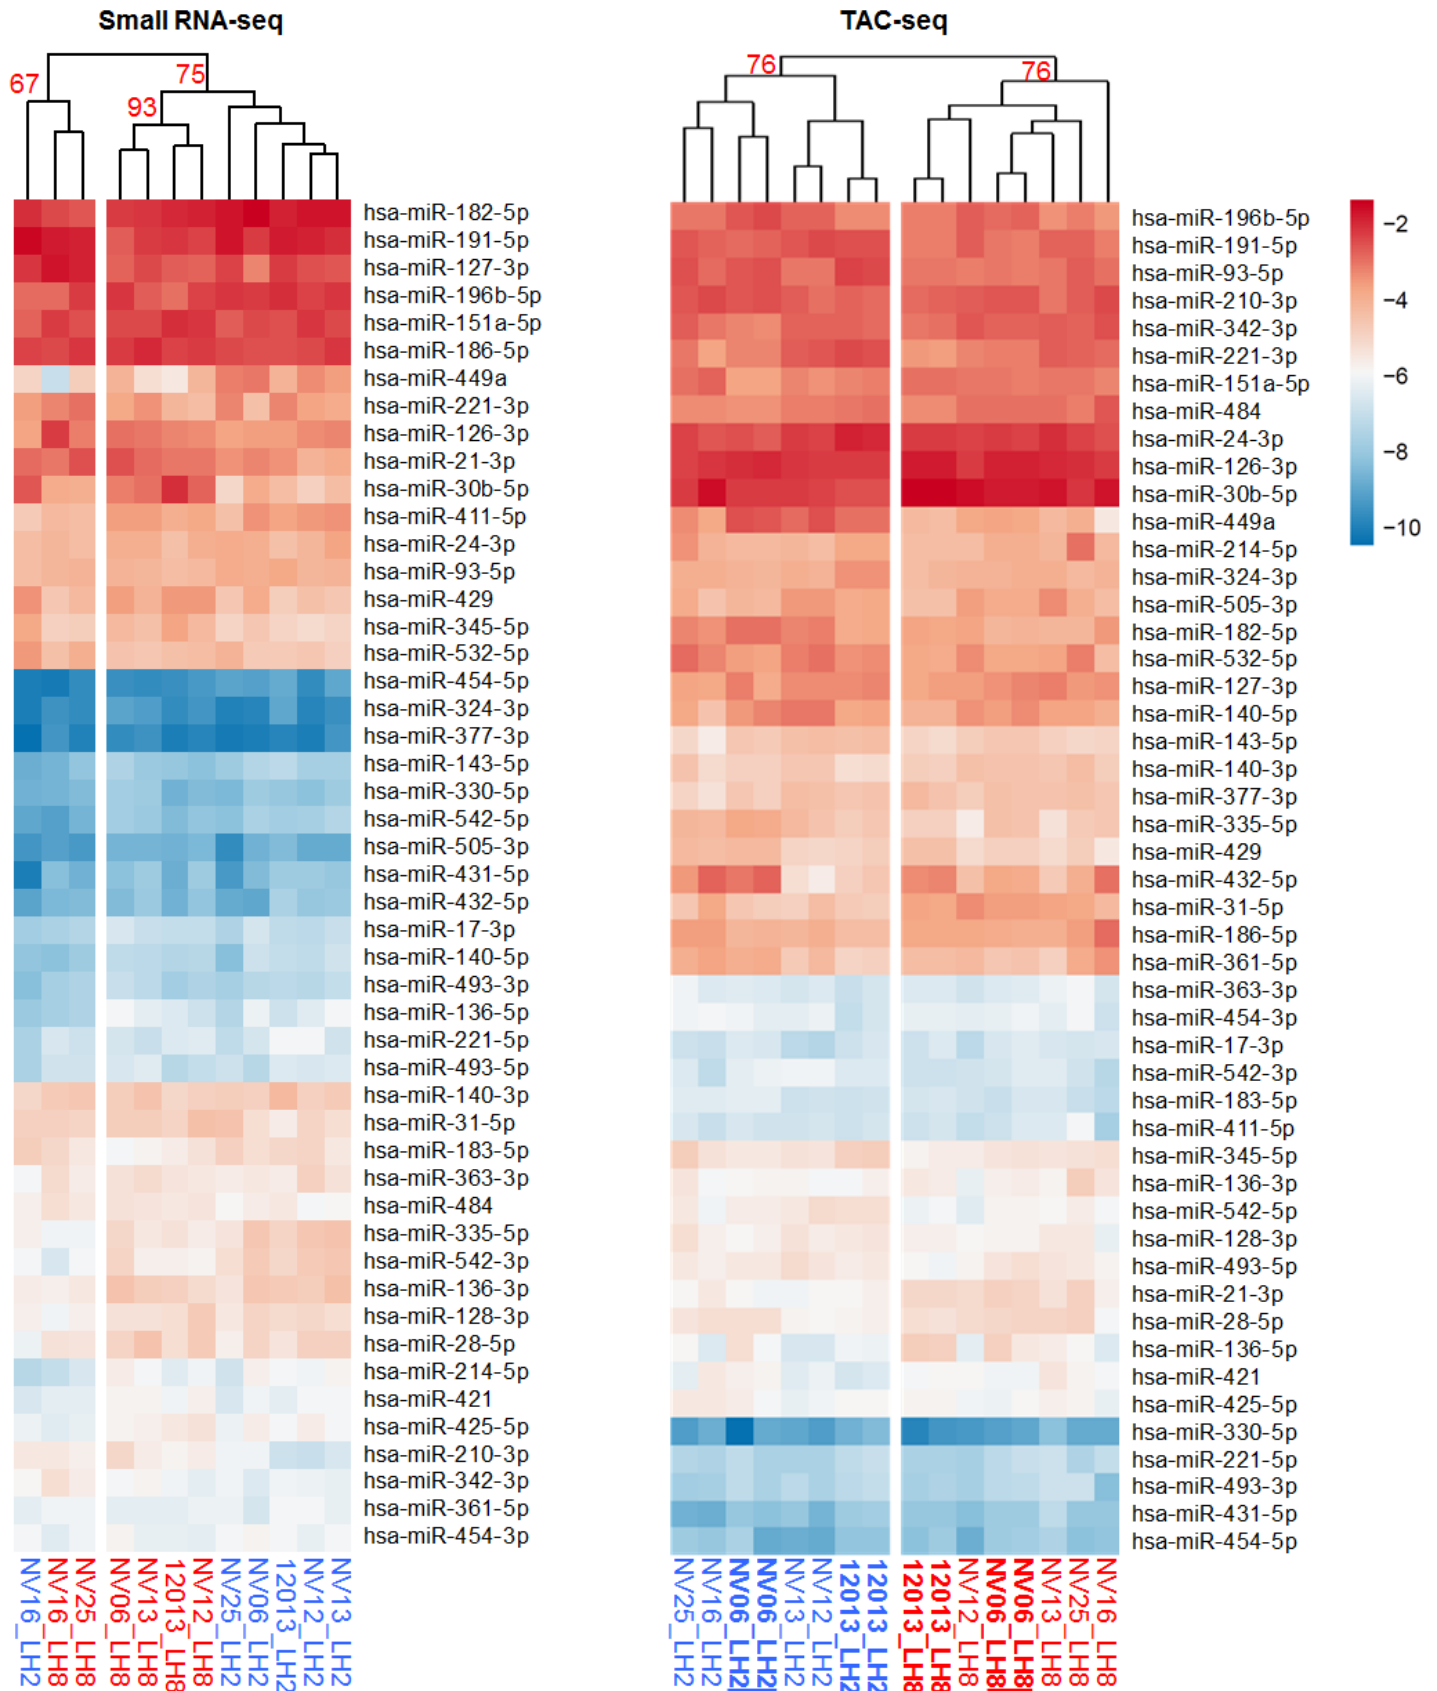 Small RNA-seq
TAC-seq
67
75
93
76
76
hsa-miR-182-5p
hsa-miR-191-5p
hsa-miR-127-3p
hsa-miR-196b-5p
hsa-miR-151a-5p
hsa-miR-186-5p
hsa-miR-449a
hsa-miR-221-3p
hsa-miR-126-3p
hsa-miR-21-3p
hsa-miR-30b-5p
hsa-miR-411-5p
hsa-miR-24-3p
hsa-miR-93-5p
hsa-miR-429
hsa-miR-345-5p
hsa-miR-532-5p
hsa-miR-454-5p
hsa-miR-324-3p
hsa-miR-377-3p
hsa-miR-143-5p
hsa-miR-330-5p
hsa-miR-542-5p
hsa-miR-505-3p
hsa-miR-431-5p
hsa-miR-432-5p
hsa-miR-17-3p
hsa-miR-140-5p
hsa-miR-493-3p
hsa-miR-136-5p
hsa-miR-221-5p
hsa-miR-493-5p
hsa-miR-140-3p
hsa-miR-31-5p
hsa-miR-183-5p
hsa-miR-363-3p
hsa-miR-484
hsa-miR-335-5p
hsa-miR-542-3p
hsa-miR-136-3p
hsa-miR-128-3p
hsa-miR-28-5p
hsa-miR-214-5p
hsa-miR-421
hsa-miR-425-5p
hsa-miR-210-3p
hsa-miR-342-3p
hsa-miR-361-5p
hsa-miR-454-3p
NV16_LH2
NV16_LH8
NV25_LH8
NV06_LH8
NV13_LH8
12013_LH8
NV12_LH8
NV25_LH2
NV06_LH2
12013_LH2
NV12_LH2
NV13_LH2
hsa-miR-196b-5p
hsa-miR-191-5p
hsa-miR-93-5p
hsa-miR-210-3p
hsa-miR-342-3p
hsa-miR-221-3p
hsa-miR-151a-5p
hsa-miR-484
hsa-miR-24-3p
hsa-miR-126-3p
hsa-miR-30b-5p
hsa-miR-449a
hsa-miR-214-5p
hsa-miR-324-3p
hsa-miR-505-3p
hsa-miR-182-5p
hsa-miR-532-5p
hsa-miR-127-3p
hsa-miR-140-5p
hsa-miR-143-5p
hsa-miR-140-3p
hsa-miR-377-3p
hsa-miR-335-5p
hsa-miR-429
hsa-miR-432-5p
hsa-miR-31-5p
hsa-miR-186-5p
hsa-miR-361-5p
hsa-miR-363-3p
hsa-miR-454-3p
hsa-miR-17-3p
hsa-miR-542-3p
hsa-miR-183-5p
hsa-miR-411-5p
hsa-miR-345-5p
hsa-miR-136-3p
hsa-miR-542-5p
hsa-miR-128-3p
hsa-miR-493-5p
hsa-miR-21-3p
hsa-miR-28-5p
hsa-miR-136-5p
hsa-miR-421
hsa-miR-425-5p
hsa-miR-330-5p
hsa-miR-221-5p
hsa-miR-493-3p
hsa-miR-431-5p
hsa-miR-454-5p
NV25_LH2
NV16_LH2
NV06_LH2
NV06_LH2
NV13_LH2
NV12_LH2
12013_LH2
12013_LH2
12013_LH8
12013_LH8
NV12_LH8
NV06_LH8
NV06_LH8
NV13_LH8
NV25_LH8
NV16_LH8
−2
−4
−6
−8
−10